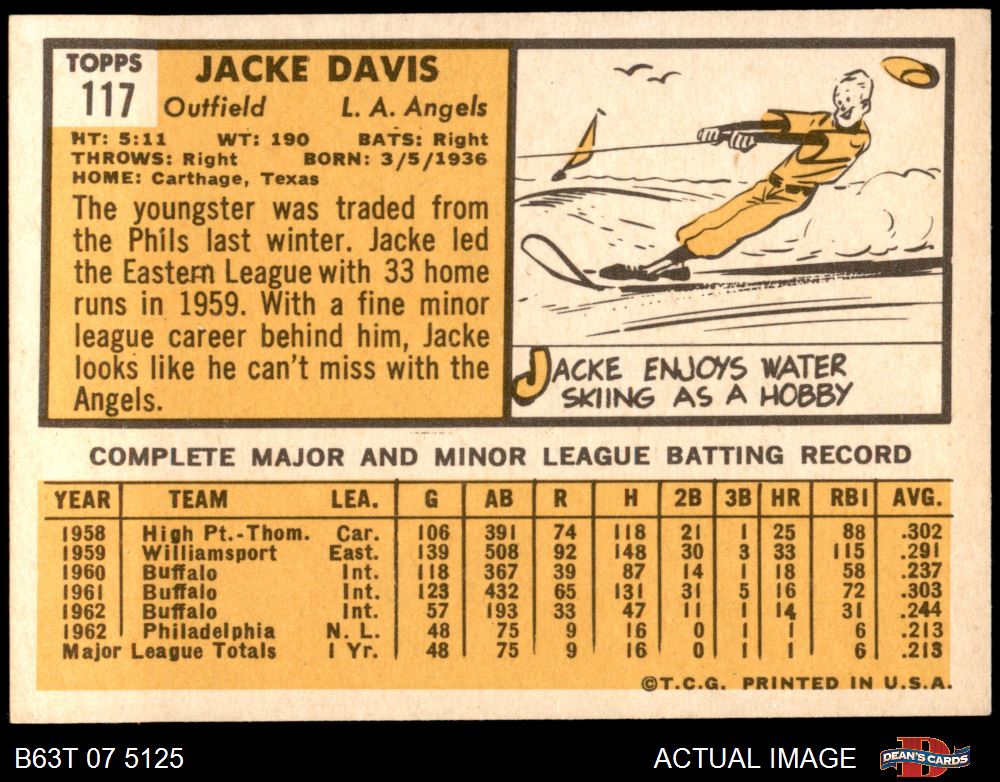 TOPPS
117
JACKE DAVIS
Outfield L. A. Angels
HT: 5:11 WT: 190 BATS: Right
THROWS: Right BORN: 3/5/1936
HOME: Carthage, Texas
The youngster was traded from
the Phils last winter. Jacke led
the Eastern League with 33 home
runs in 1959. With a fine minor
league career behind him, Jacke
looks like he can't miss with the
Angels.
JACKE ENJOYS WATER
SKIING AS A HOBBY
COMPLETE MAJOR AND MINOR LEAGUE BATTING RECORD
YEAR TEAM LEA. G AB R H 2B 3B HR RBI AVG.
1958 High Pt.-Thom. Car. 106 391 74 118 21 1 25 88 .302
1959 Williamsport East. 139 508 92 148 30 3 33 115 .291
1960 Buffalo Int. 118 367 39 87 14 1 18 58 .237
1961 Buffalo Int. 123 432 65 131 31 5 16 72 .303
1962 Buffalo Int. 57 193 33 47 11 1 14 31 .244
1962 Philadelphia N. L. 48 75 9 16 0 1 1 6 .213
Major League Totals 1 Yr. 48 75 9 16 0 1 1 6 .213
©T.C.G. PRINTED IN U.S.A.
B63T 07 5125 ACTUAL IMAGE DEAN'S CARDS